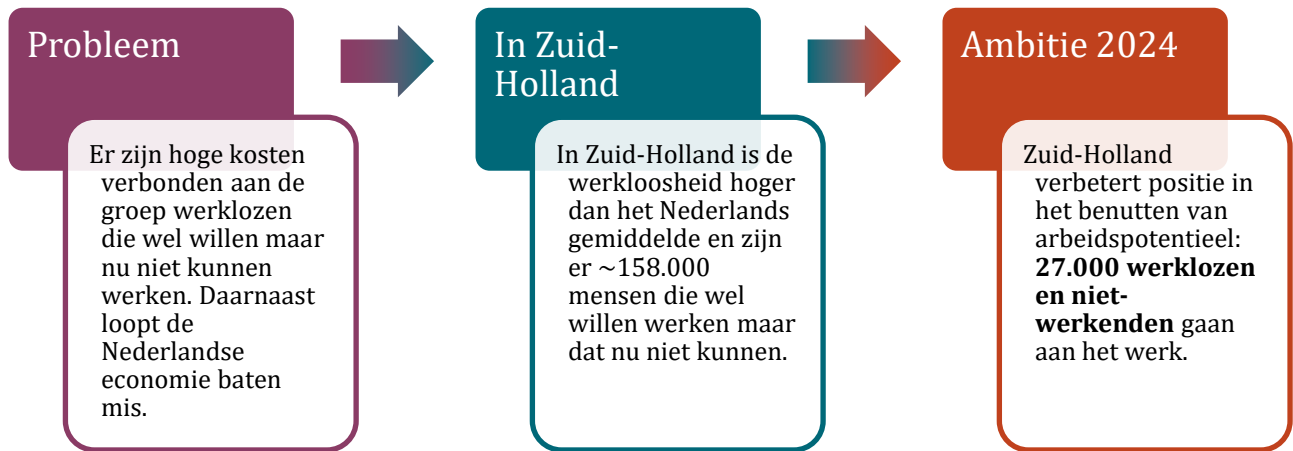 Probleem
Er zijn hoge kosten
verbonden aan de
groep werklozen
die wel willen maar
nu niet kunnen
werken. Daarnaast
loopt de
Nederlandse
economie baten
mis.
In Zuid-
Holland
In Zuid-Holland is de
werkloosheid hoger
dan het Nederlands
gemiddelde en zijn
er ~158.000
mensen die wel
willen werken maar
dat nu niet kunnen.
Ambitie 2024
Zuid-Holland
verbetert positie in
het benutten van
arbeidspotentieel:
27.000 werklozen
en niet-
werkenden gaan
aan het werk.